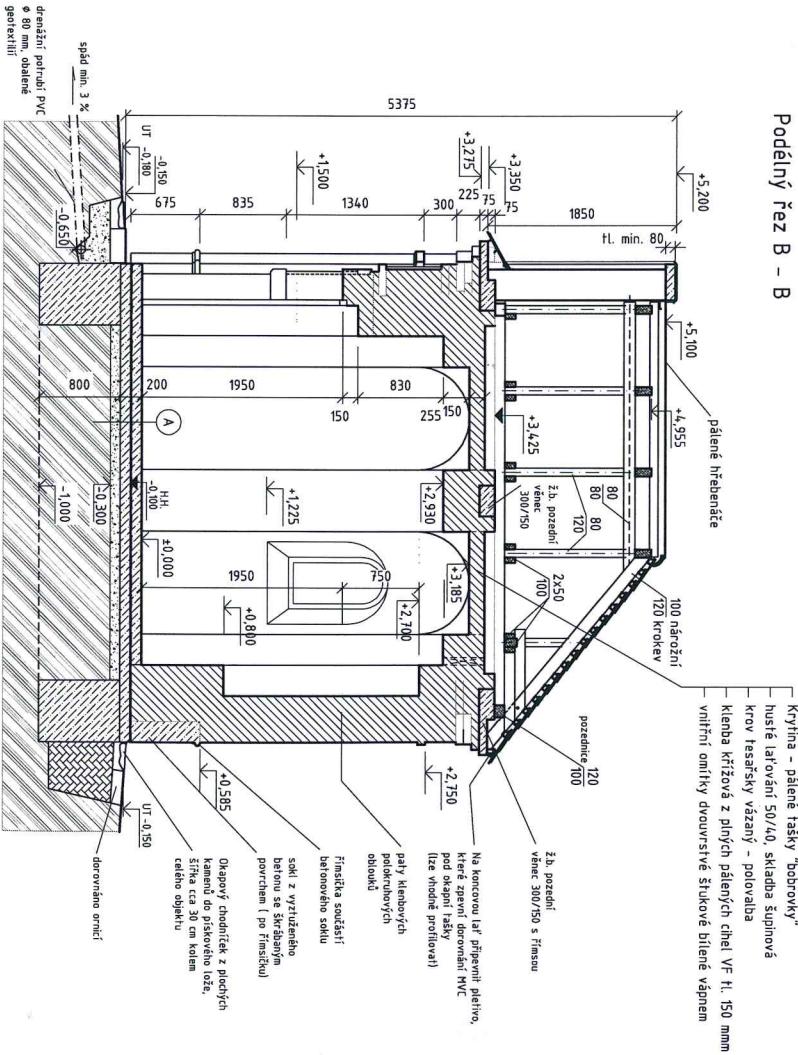 Podélný řez B - B
Krytina - pálené tašky "bobrovky"
husté laťování 50/40, skladba šupinová
krov tesařsky vázaný - polovalba
klenba křížová z plných pálených cihel VF tl. 150 mmm
vnitřní omítky dvouvrstvé štukové bílené vápnem
pálené hřebenáče
100 nárožní
120 krokev
+5,200
+5,100
+4,955
5375
1850
tl. min. 80
80
80
80
120
2x50
100
120
pozednice
100
+3,350
+3,275
75
75
225
+3,425
ž.b. pozední
věnec
300/150
ž.b. pozední
věnec 300/150 s římsou
Na koncovou lať připevnit pletivo,
které zpevní dorovnání MVC
pod okapní tašky
(lze vhodně profilovat)
300
1340
835
675
+1,500
150
255
830
150
1950
200
800
+2,930
+3,185
+2,700
750
1950
+1,225
+0,800
±0,000
+2,750
+0,585
paty klenbových
polokruhových
oblouků
římsička součástí
betonového soklu
sokl z vyztuženého
betonu se škrábaným
povrchem ( po římsičku)
Okapový chodníček z plochých
kamenů do pískového lože,
šířka cca 30 cm kolem
celého objektu
dorovnáno ornicí
A
H.H.
-0,100
-0,300
-1,000
-0,150
UT -0,180
-0,650
UT -0,150
spád min. 3 %
drenážní potrubí PVC
ø 80 mm, obalené
geotextilií